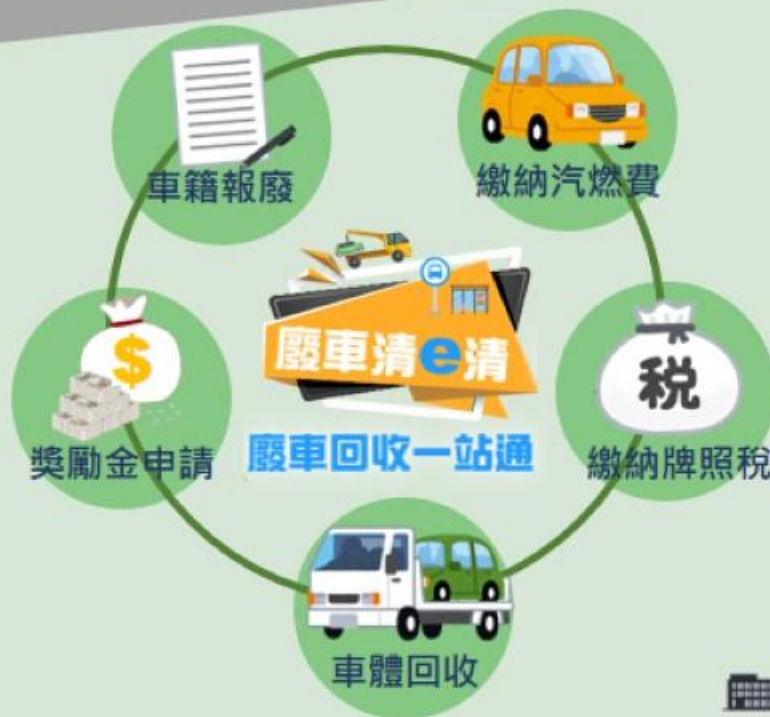 車籍報廢
繳納汽燃費
$
廢車清e清
稅
獎勵金申請
廢車回收一站通
繳納牌照稅
車體回收